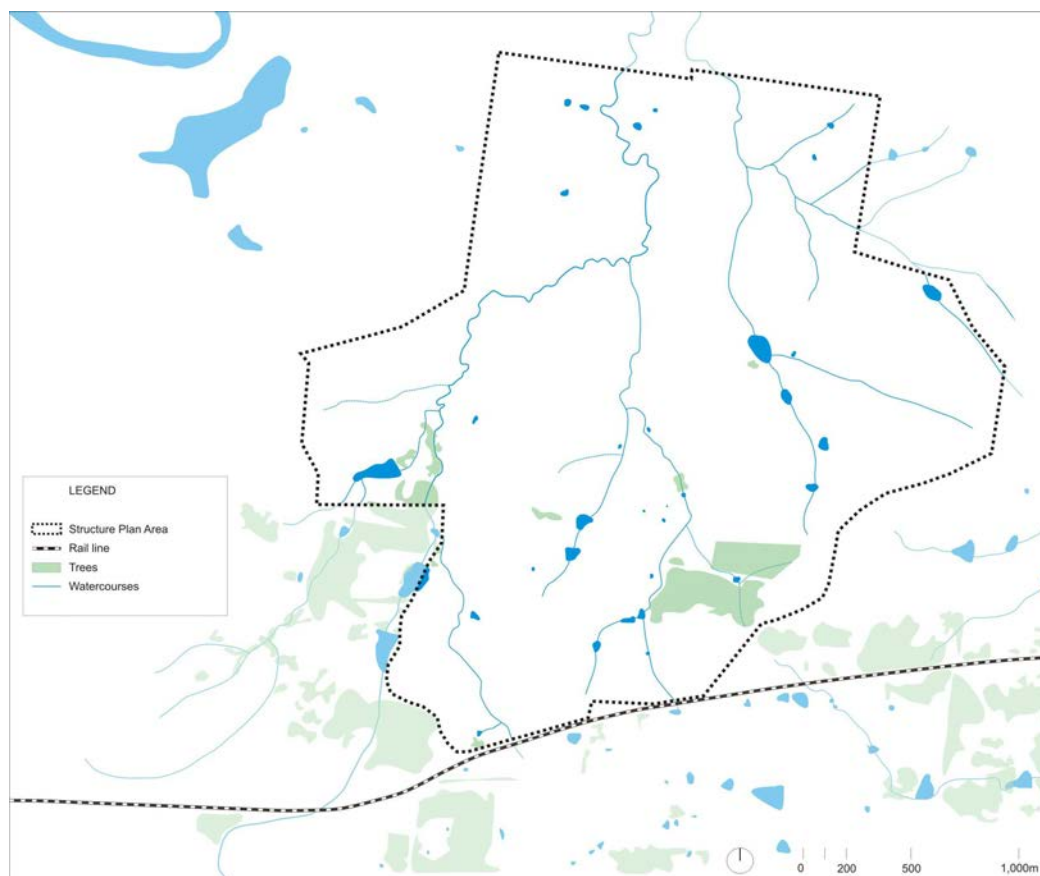 LEGEND
Structure Plan Area
Rail line
Trees
Watercourses
0 200 500 1,000m